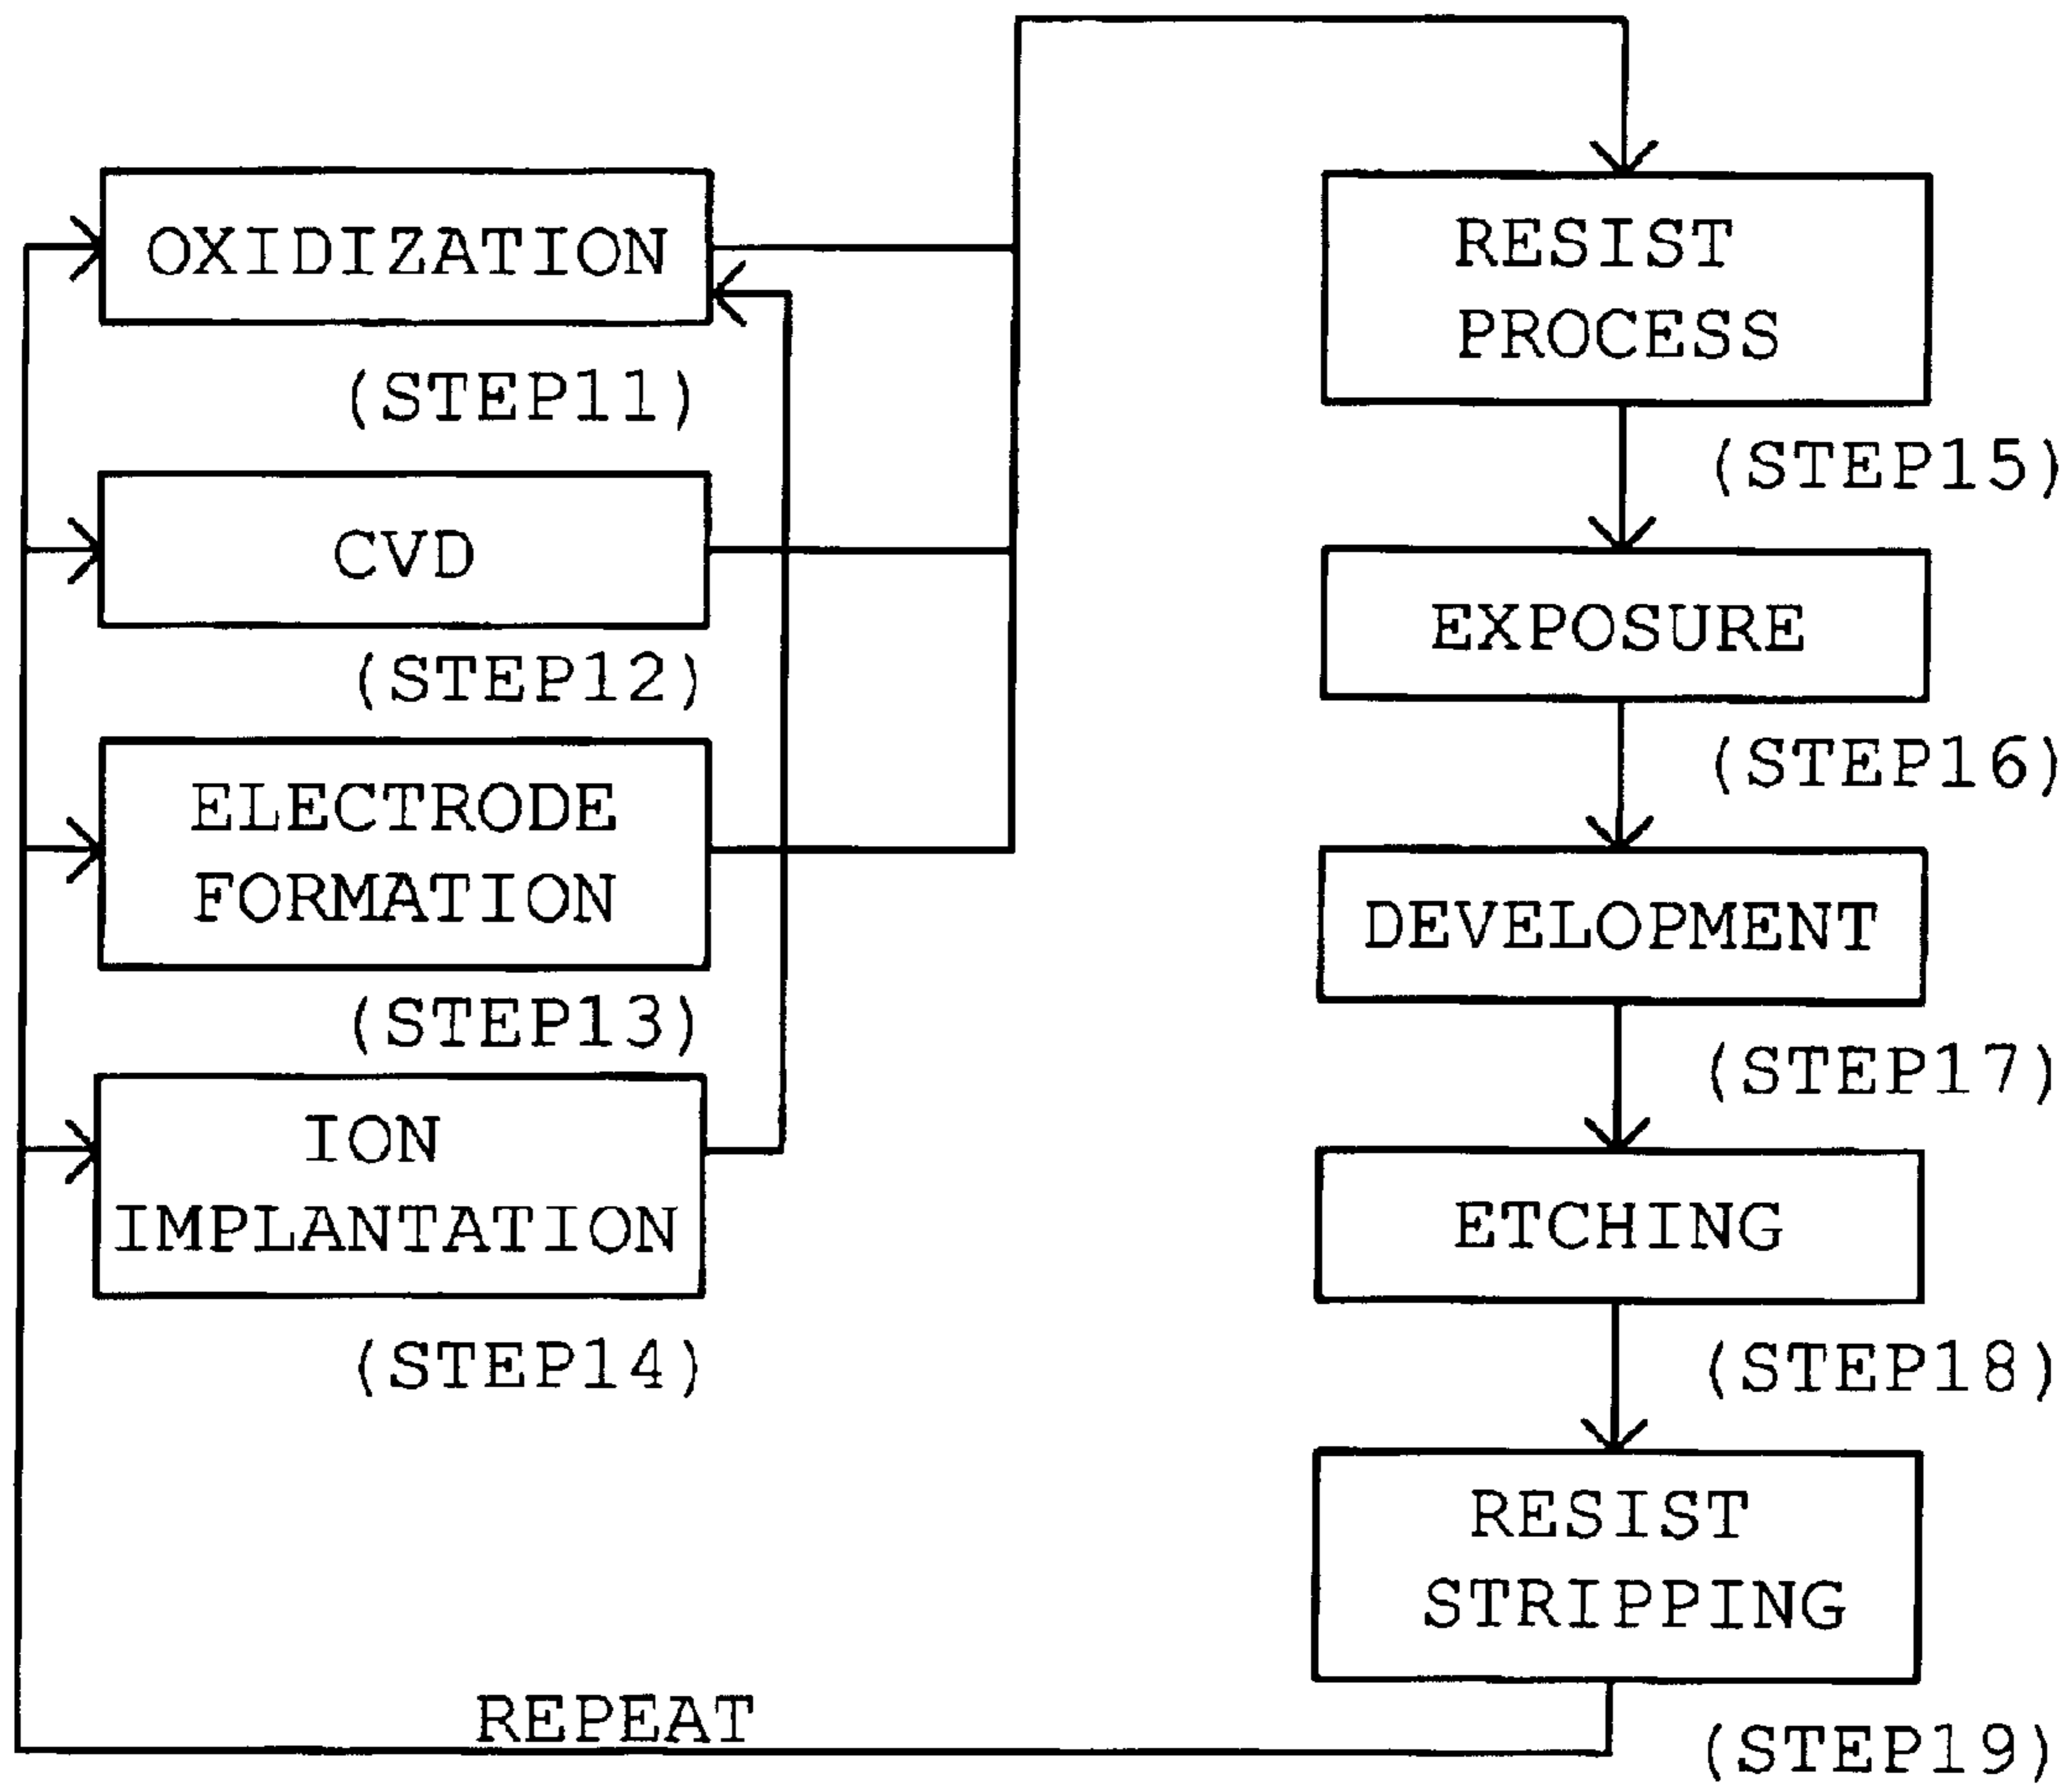 OXIDIZATION
(STEP11)
CVD
(STEP12)
ELECTRODE
FORMATION
(STEP13)
ION
IMPLANTATION
(STEP14)
RESIST
PROCESS
(STEP15)
EXPOSURE
(STEP16)
DEVELOPMENT
(STEP17)
ETCHING
(STEP18)
RESIST
STRIPPING
(STEP19)
REPEAT